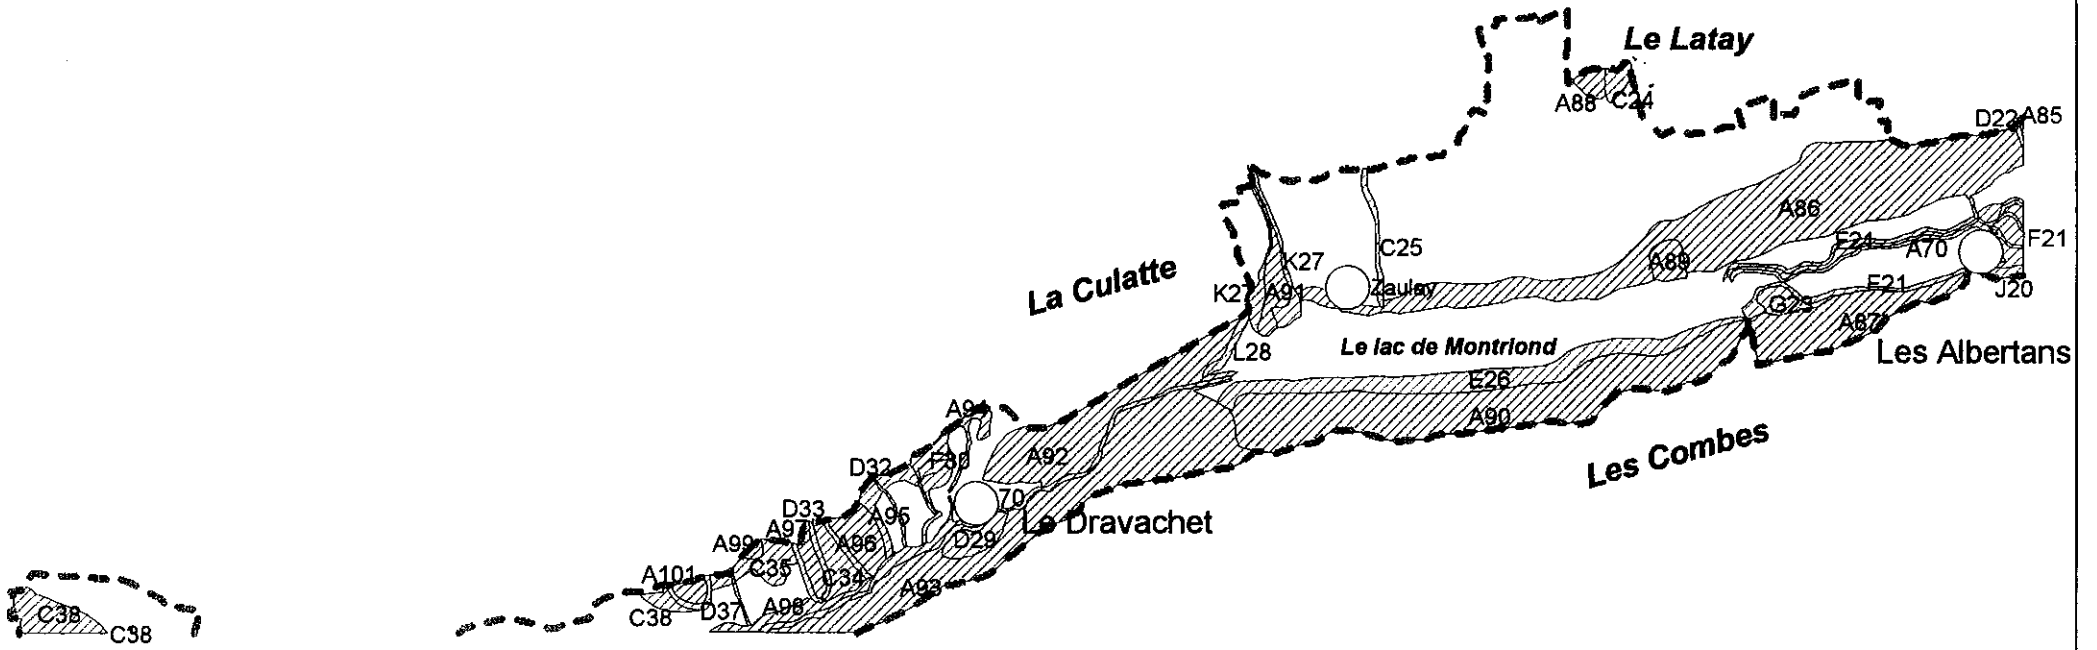 Le Latay
A88
C24
D22
A85
A86
C25
F21
A70
F21
K27
A89
La Culatte
K27
A91
Zaulay
E21
J20
G23
A87
L28
Le lac de Montriond
Les Albertans
E26
A94
A90
Les Combes
A92
F30
D32
70
D33
A95
Le Dravachet
A97
A96
D29
A99
C35
C34
A101
A93
C38
C38
D37
A98
C38